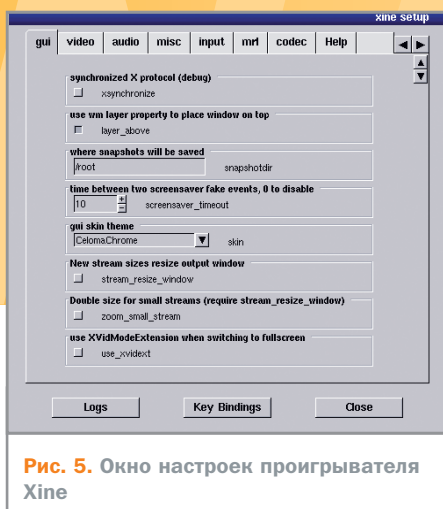 xine setup
gui video audio misc input mrl codec Help
synchronized X protocol (debug)
xsynchronize
use wm layer property to place window on top
layer_above
where snapshots will be saved
/root snapshotdir
time between two screensaver fake events, 0 to disable
10 screensaver_timeout
gui skin theme
CelomaChrome skin
New stream sizes resize output window
stream_resize_window
Double size for small streams (require stream_resize_window)
zoom_small_stream
use XVidModeExtension when switching to fullscreen
use_xvidext
Logs Key Bindings Close
Рис. 5. Окно настроек проигрывателя
Xine